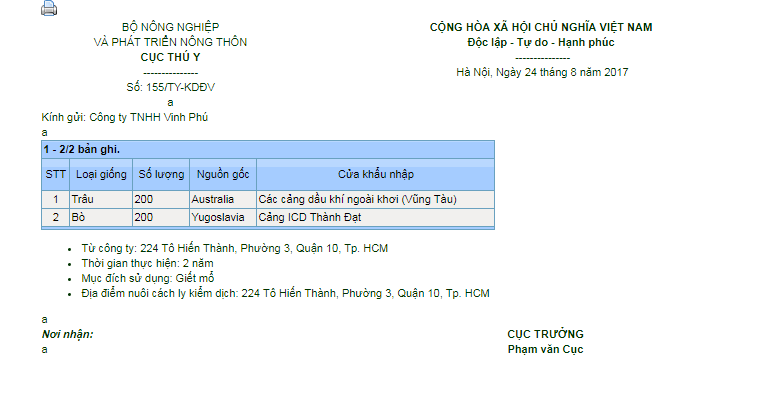 BỘ NÔNG NGHIỆP
VÀ PHÁT TRIỂN NÔNG THÔN
CỤC THÚ Y
---------------
Số: 155/TY-KDĐV
a
CỘNG HÒA XÃ HỘI CHỦ NGHĨA VIỆT NAM
Độc lập - Tự do - Hạnh phúc
---------------
Hà Nội, Ngày 24 tháng 8 năm 2017
Kính gửi: Công ty TNHH Vinh Phú
a
1 - 2/2 bản ghi.
STT Loại giống Số lượng Nguồn gốc Cửa khẩu nhập
1 Trâu 200 Australia Các cảng dầu khí ngoài khơi (Vũng Tàu)
2 Bò 200 Yugoslavia Cảng ICD Thành Đạt
• Từ công ty: 224 Tô Hiến Thành, Phường 3, Quận 10, Tp. HCM
• Thời gian thực hiện: 2 năm
• Mục đích sử dụng: Giết mổ
• Địa điểm nuôi cách ly kiểm dịch: 224 Tô Hiến Thành, Phường 3, Quận 10, Tp. HCM
a
Nơi nhận:
a
CỤC TRƯỞNG
Phạm văn Cục